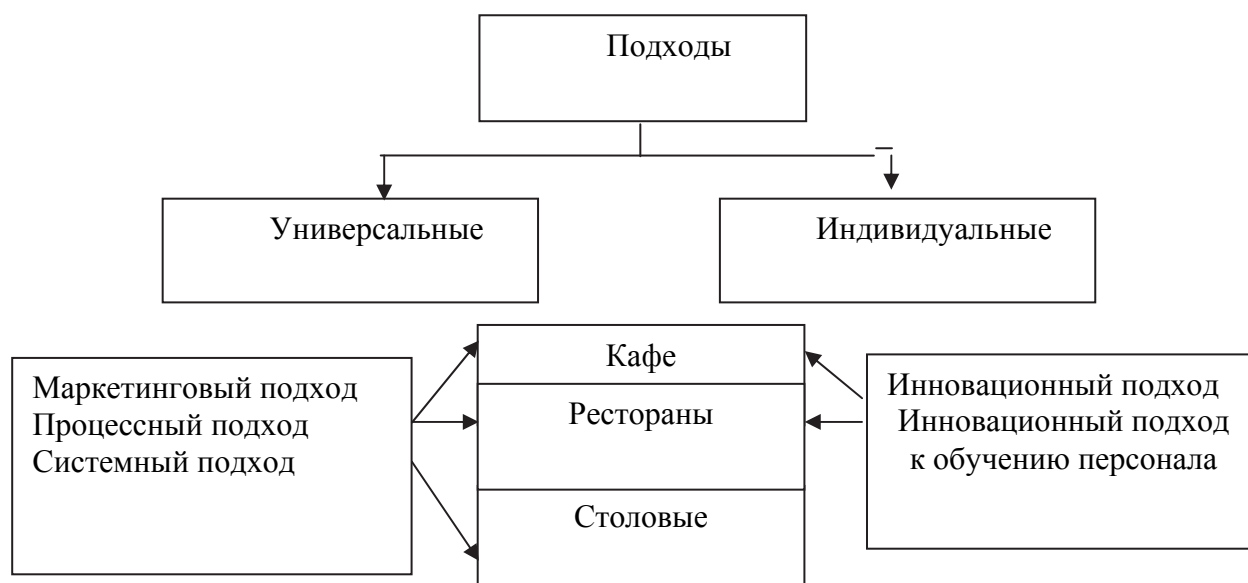 Подходы
Универсальные
Индивидуальные
Маркетинговый подход
Процессный подход
Системный подход
Кафе
Рестораны
Столовые
Инновационный подход
Инновационный подход
к обучению персонала